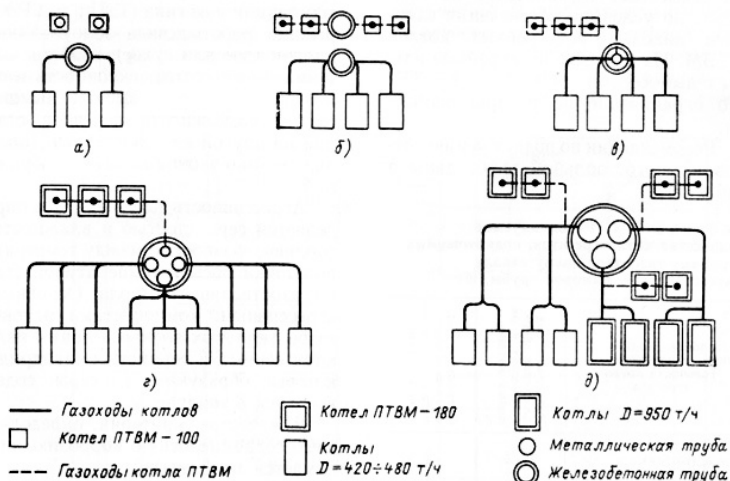 а)
б)
в)
г)
д)
Газоходы котлов
Котел ПТВМ-100
Газоходы котла ПТВМ
Котел ПТВМ-180
Котлы
D=420÷480 т/ч
Котлы D=950 т/ч
Металлическая труба
Железобетонная труба